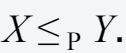 X ≤ₚ Y.